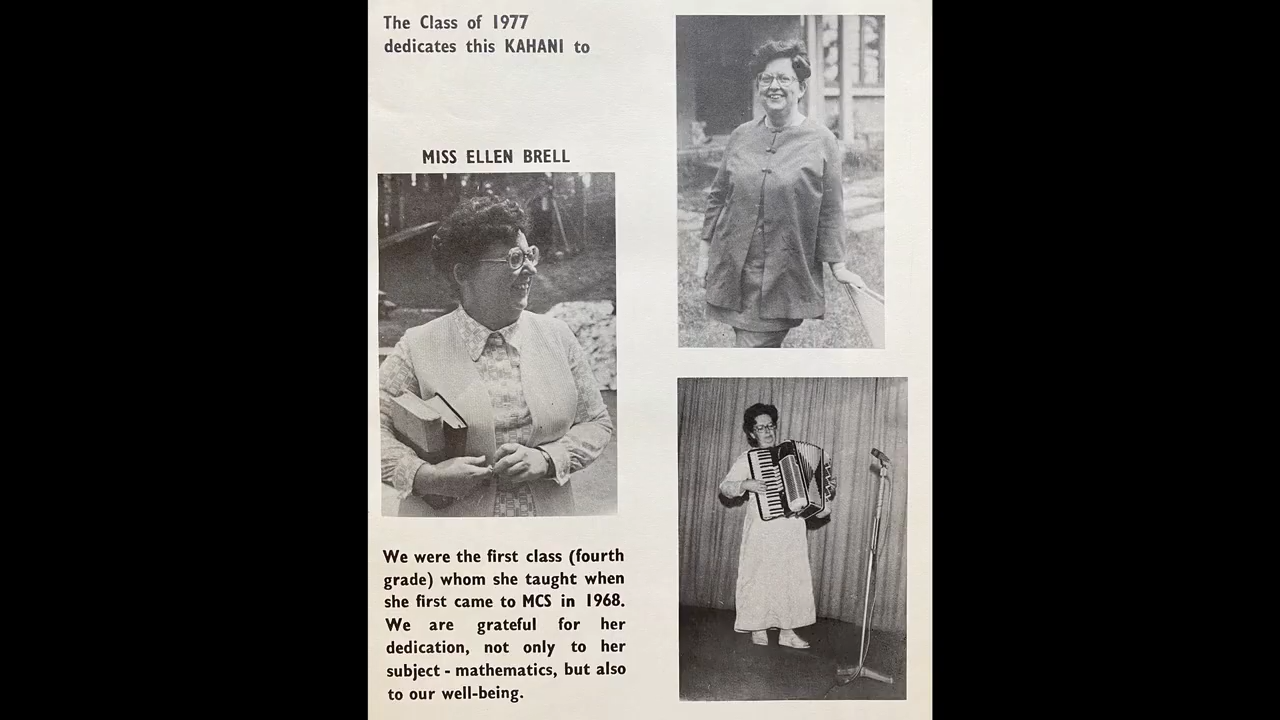 The Class of 1977
dedicates this KAHANI to
MISS ELLEN BRELL
We were the first class (fourth
grade) whom she taught when
she first came to MCS in 1968.
We are grateful for her
dedication, not only to her
subject - mathematics, but also
to our well-being.